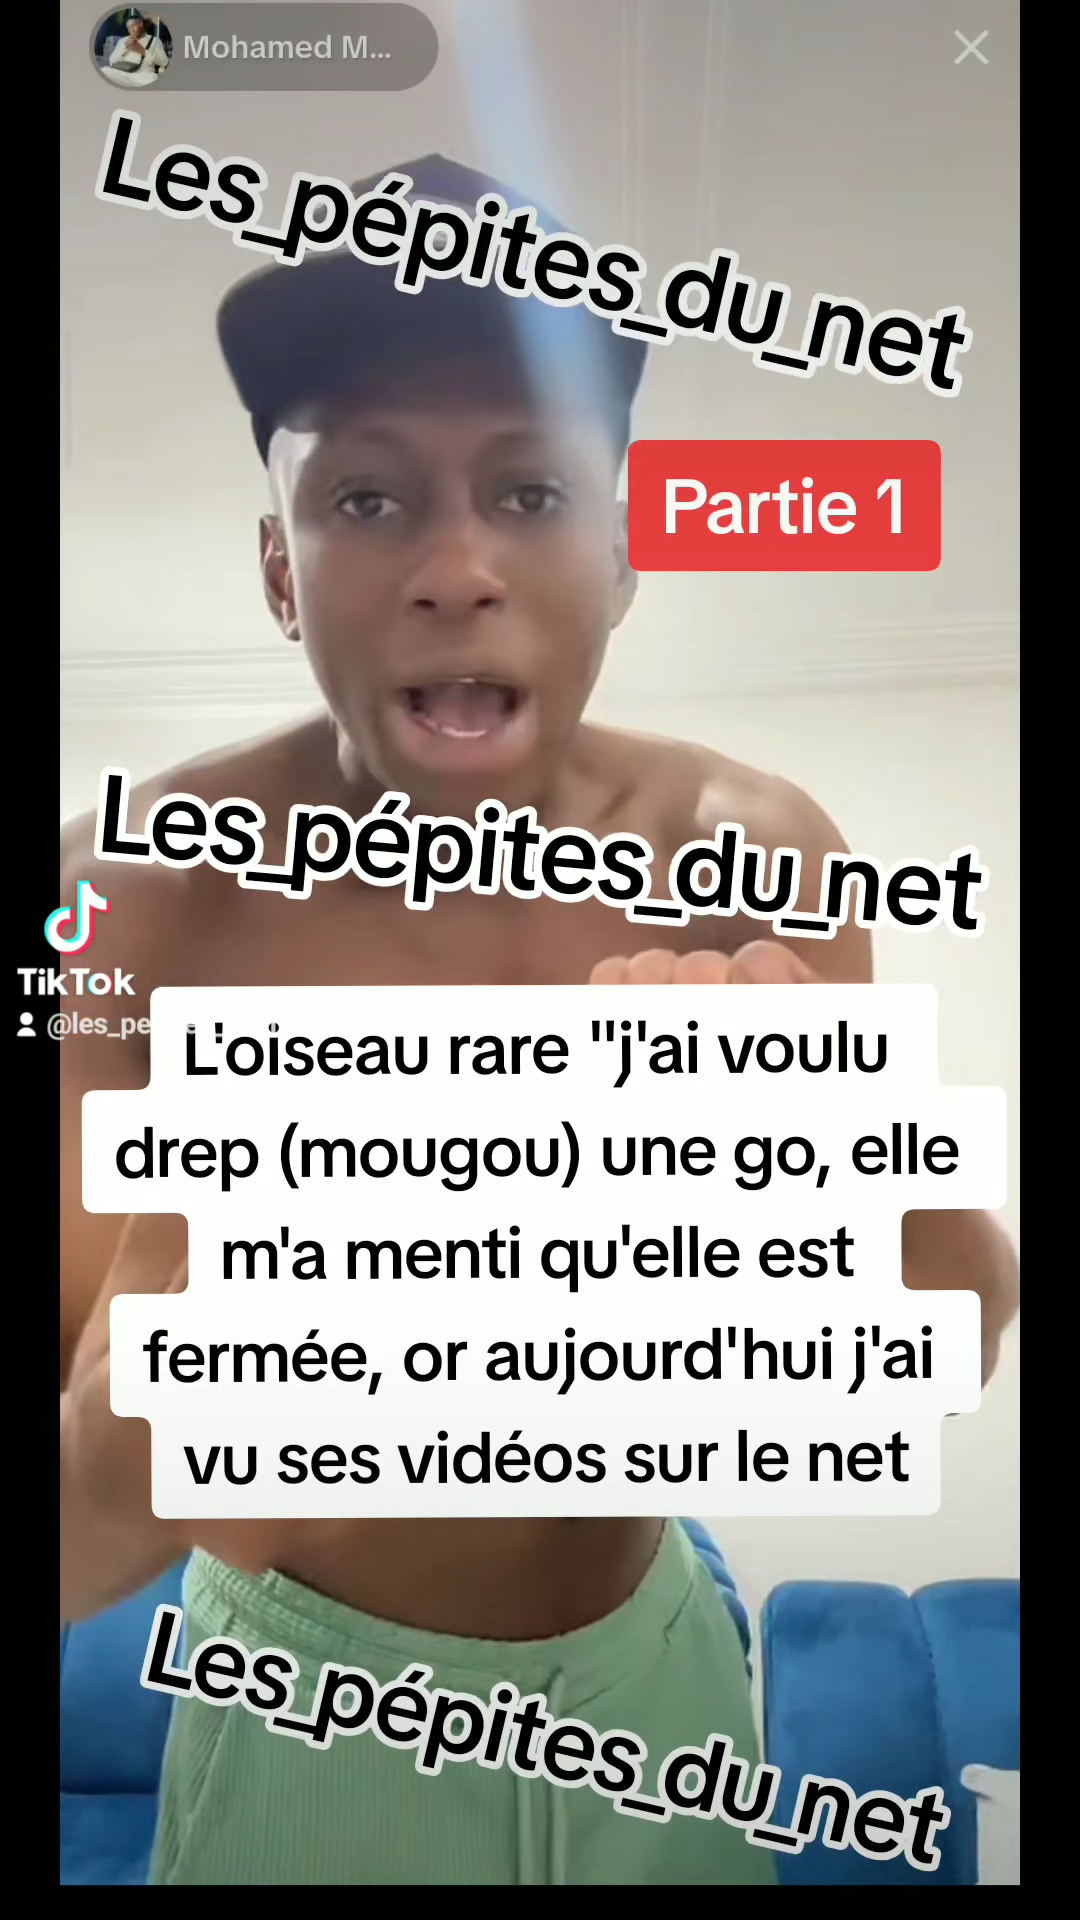 Mohamed M...
Les_pépites_du_net
Partie 1
Les_pépites_du_net
TikTok
@les_pe
L'oiseau rare "j'ai voulu
drep (mougou) une go, elle
m'a menti qu'elle est
fermée, or aujourd'hui j'ai
vu ses vidéos sur le net
Les_pépites_du_net